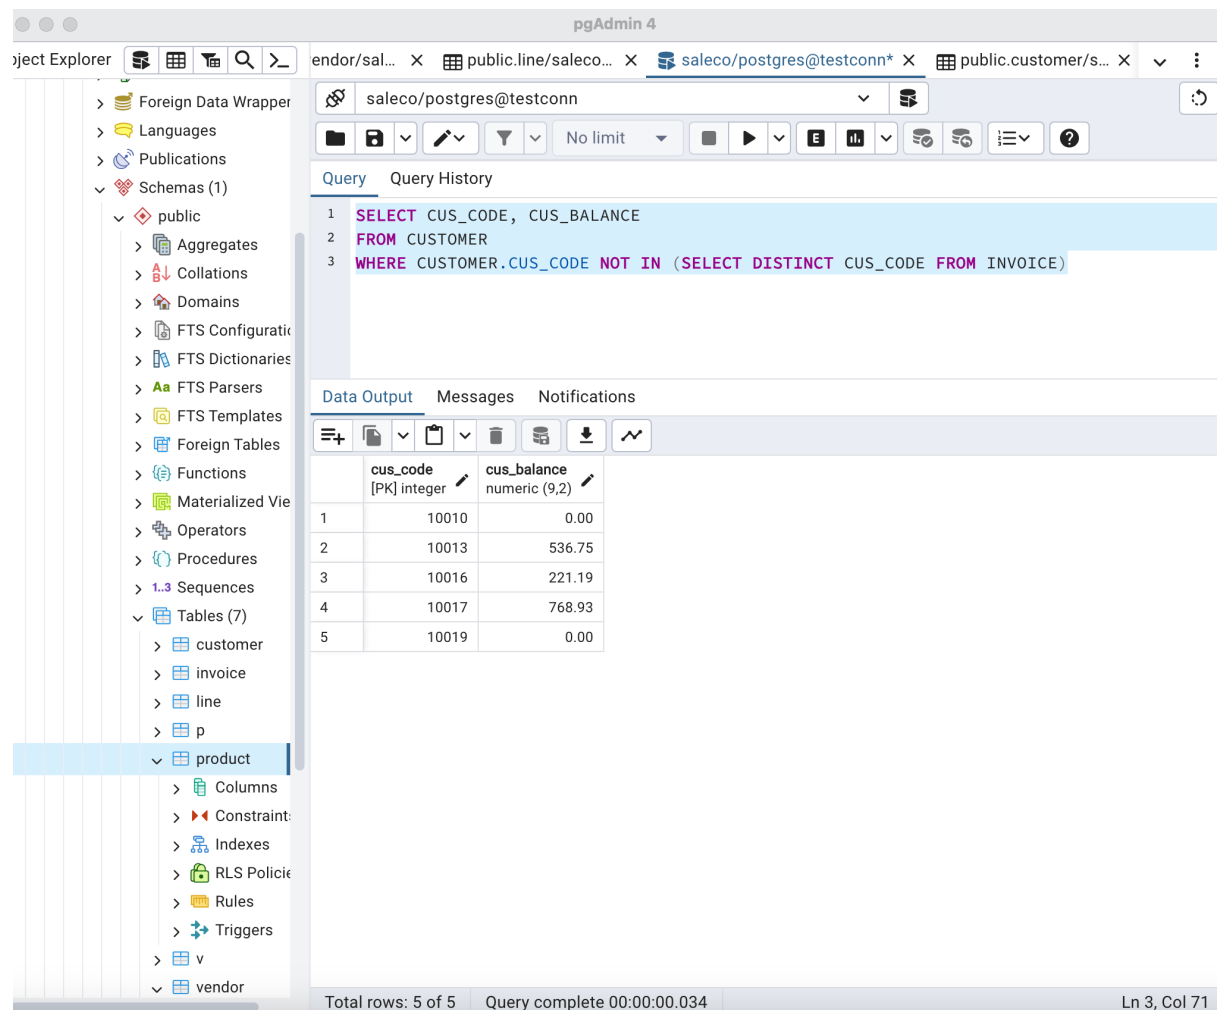 pgAdmin 4
oject Explorer
endor/sal...
public.line/saleco...
saleco/postgres@testconn*
public.customer/s...
Foreign Data Wrapper
Languages
Publications
Schemas (1)
public
Aggregates
Collations
Domains
FTS Configuratic
FTS Dictionaries
Aa FTS Parsers
FTS Templates
Foreign Tables
Functions
Materialized Vie
Operators
Procedures
1..3 Sequences
Tables (7)
customer
invoice
line
p
product
Columns
Constraint
Indexes
RLS Policie
Rules
Triggers
v
vendor
saleco/postgres@testconn
No limit
E
Query Query History
1 SELECT CUS_CODE, CUS_BALANCE
2 FROM CUSTOMER
3 WHERE CUSTOMER.CUS_CODE NOT IN (SELECT DISTINCT CUS_CODE FROM INVOICE)
Data Output Messages Notifications
cus_code cus_balance
[PK] integer numeric (9,2)
1 10010 0.00
2 10013 536.75
3 10016 221.19
4 10017 768.93
5 10019 0.00
Total rows: 5 of 5 Query complete 00:00:00.034 Ln 3, Col 71